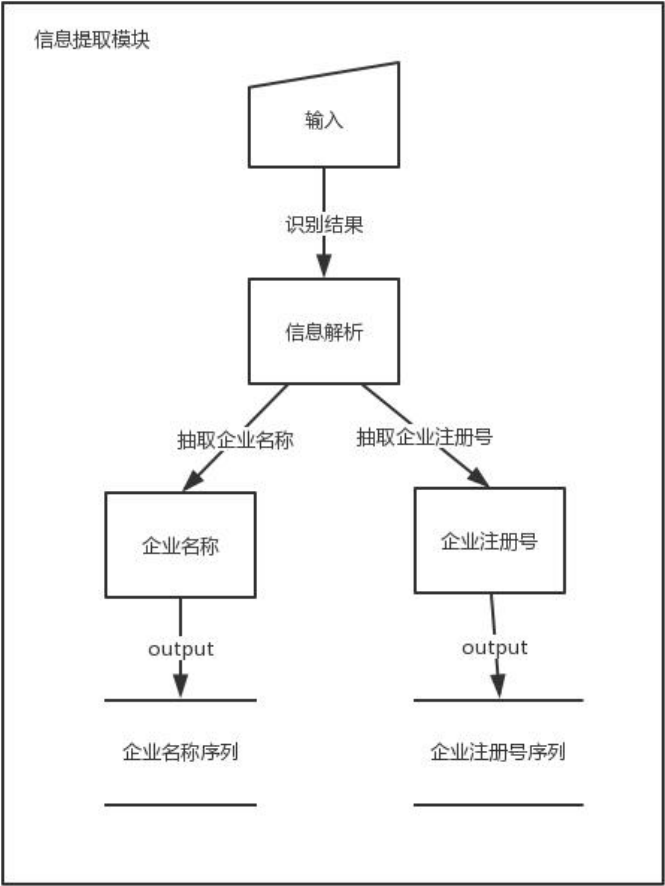 信息提取模块
输入
识别结果
信息解析
抽取企业名称
抽取企业注册号
企业名称
企业注册号
output
output
企业名称序列
企业注册号序列